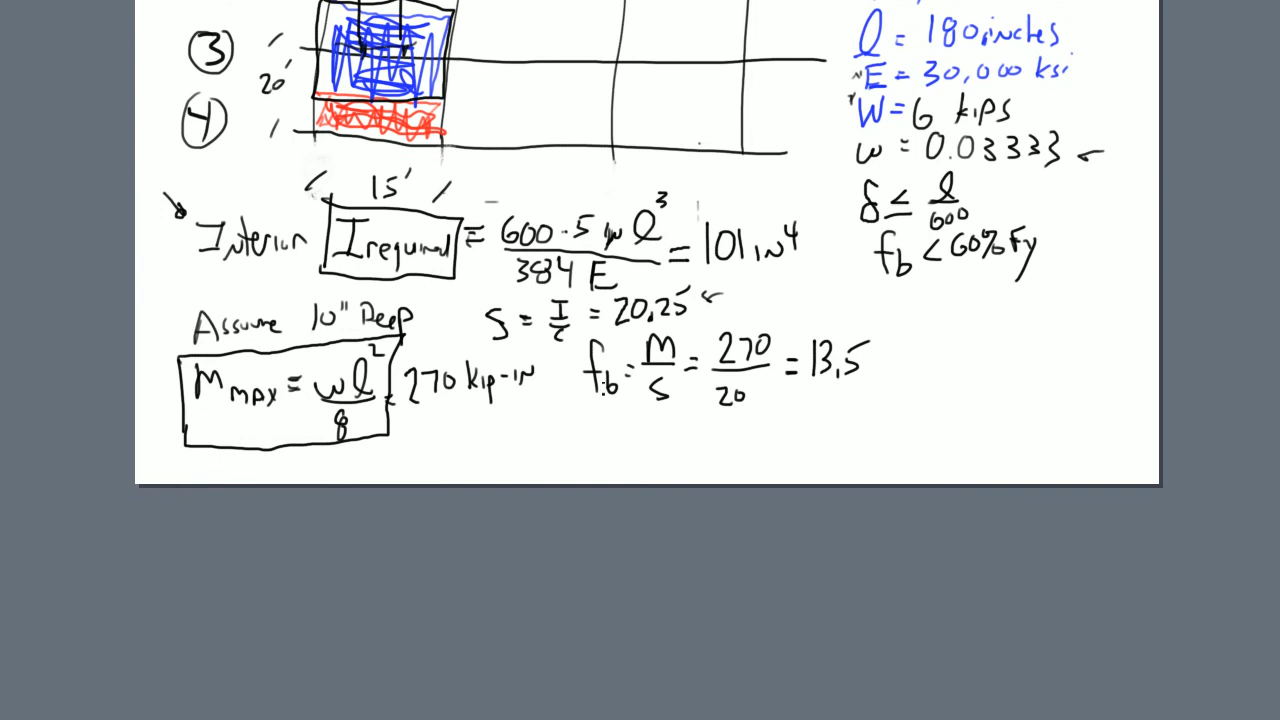 3
20'
4
15'
l = 180 inches
E = 30,000 ksi
W = 6 kips
w = 0.03333
δ ≤ l/600
fb < 60% Fy
Interior I required = 600·5 w l³ / 384 E = 101 in⁴
Assume 10" Deep S = I/c = 20.25
M MAX = wl²/8 = 270 kip-in fb = M/S = 270/20 = 13.5